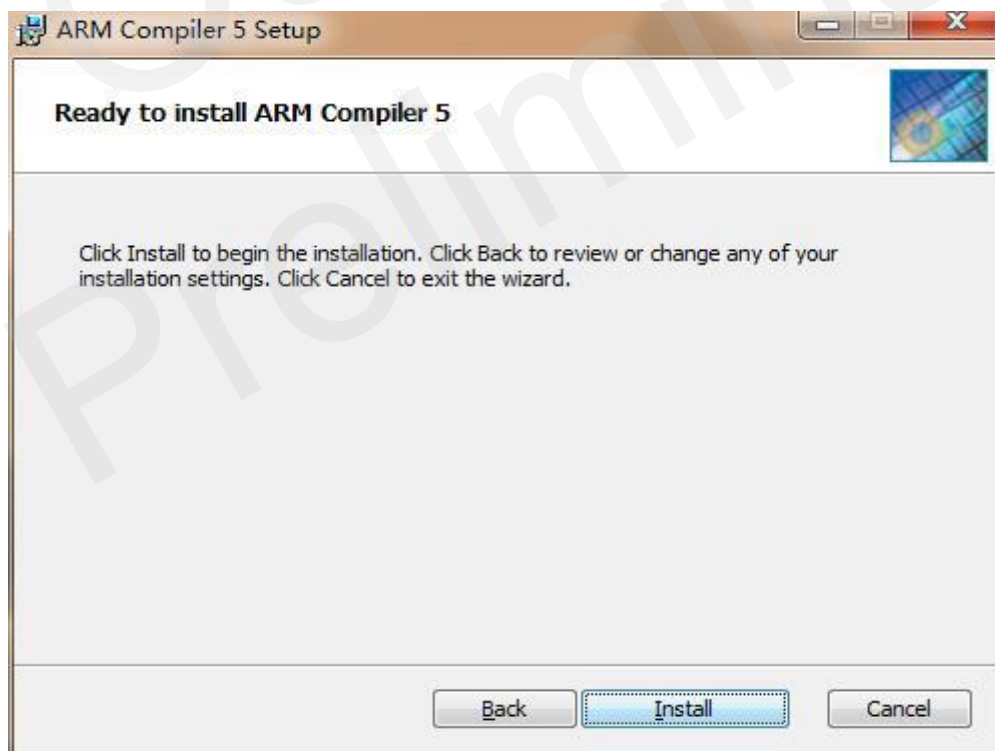 ARM Compiler 5 Setup
Ready to install ARM Compiler 5
Click Install to begin the installation. Click Back to review or change any of your
installation settings. Click Cancel to exit the wizard.
Back Install Cancel